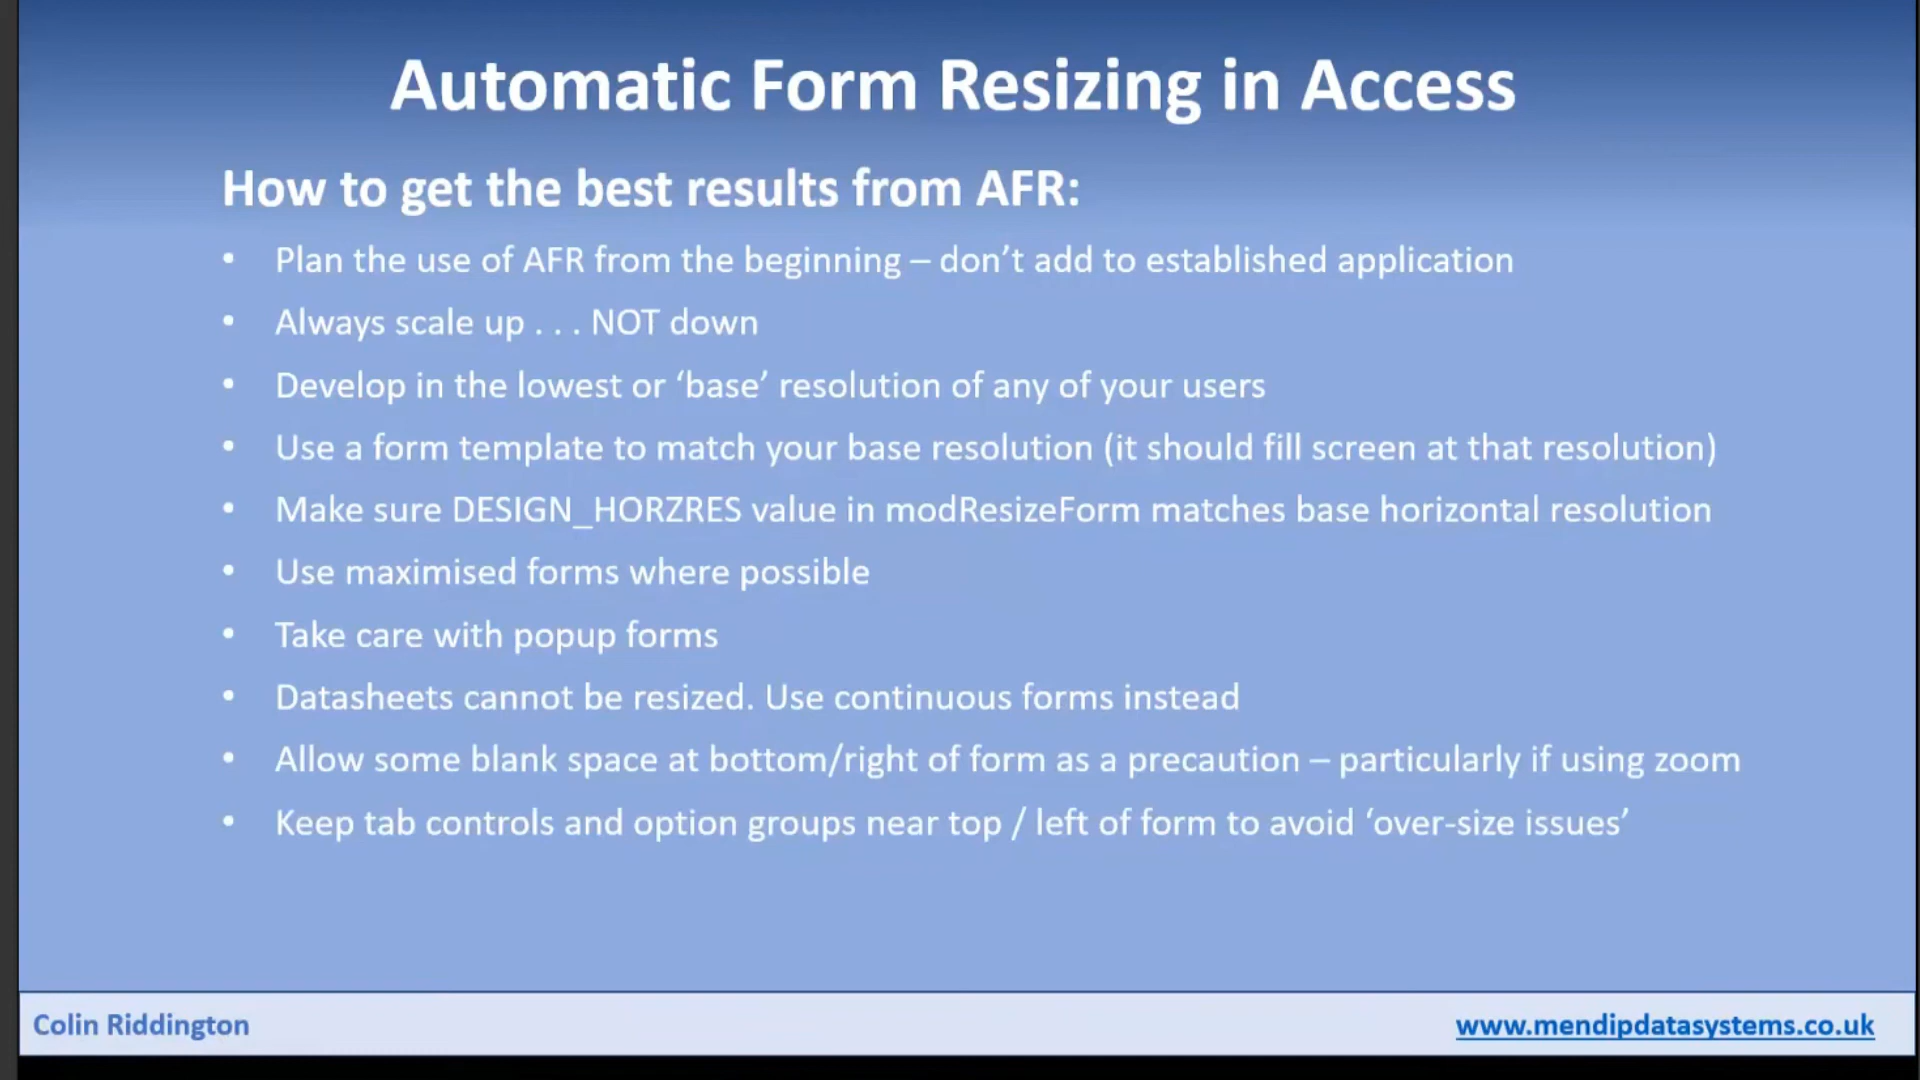 Automatic Form Resizing in Access
How to get the best results from AFR:
• Plan the use of AFR from the beginning – don’t add to established application
• Always scale up . . . NOT down
• Develop in the lowest or ‘base’ resolution of any of your users
• Use a form template to match your base resolution (it should fill screen at that resolution)
• Make sure DESIGN_HORZRES value in modResizeForm matches base horizontal resolution
• Use maximised forms where possible
• Take care with popup forms
• Datasheets cannot be resized. Use continuous forms instead
• Allow some blank space at bottom/right of form as a precaution – particularly if using zoom
• Keep tab controls and option groups near top / left of form to avoid ‘over-size issues’
Colin Riddington
www.mendipdatasystems.co.uk